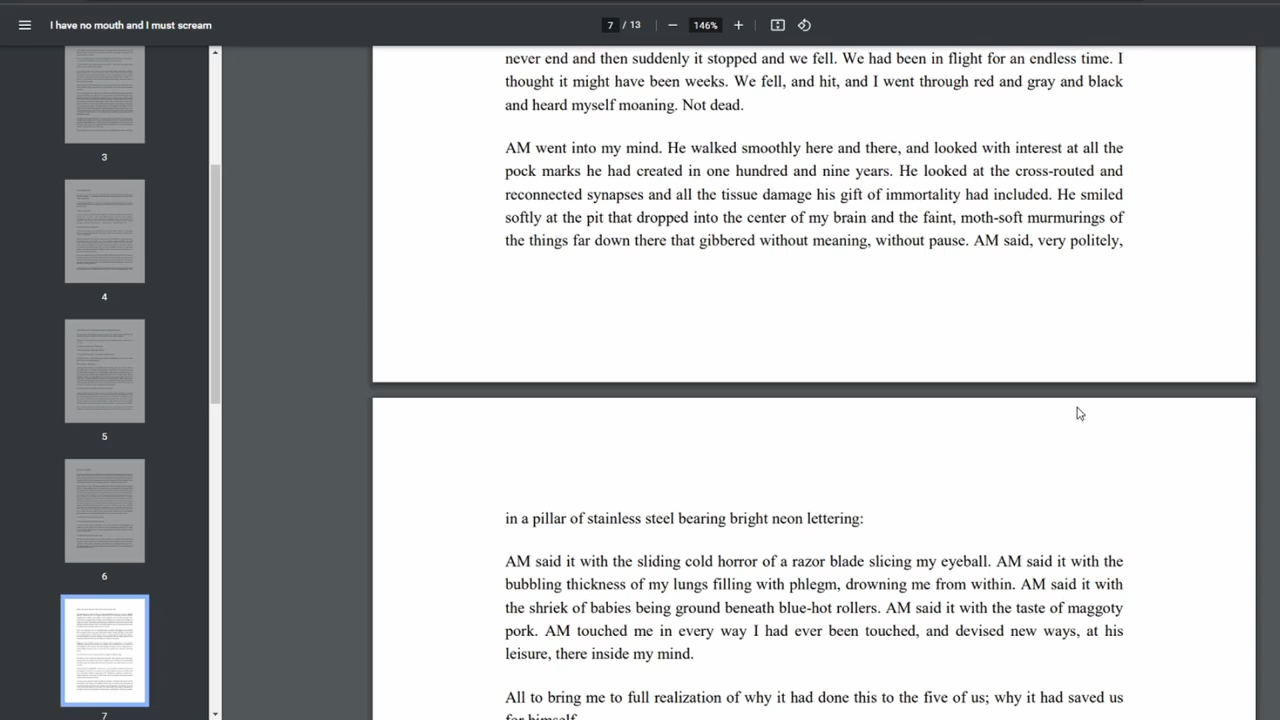 I have no mouth and I must scream
7 / 13
146%
3
4
5
6
7
never end and then suddenly it stopped and we fell. We had been in flight for an endless time. I
thought it might have been weeks. We fell, and hit, and I went through red and gray and black
and heard myself moaning. Not dead.
AM went into my mind. He walked smoothly here and there, and looked with interest at all the
pock marks he had created in one hundred and nine years. He looked at the cross-routed and
reconnected synapses and all the tissue damage his gift of immortality had included. He smiled
softly at the pit that dropped into the center of my brain and the faint, moth-soft murmurings of
the things far down there that gibbered without meaning, without pause. AM said, very politely,
in a pillar of stainless steel bearing bright neon lettering:
AM said it with the sliding cold horror of a razor blade slicing my eyeball. AM said it with the
bubbling thickness of my lungs filling with phlegm, drowning me from within. AM said it with
the shriek of babies being ground beneath blue-hot rollers. AM said it with the taste of maggoty
pork. AM touched me in every way I had ever been touched, and devised new ways, at his
leisure, there inside my mind.
All to bring me to full realization of why it had done this to the five of us; why it had saved us
for himself.